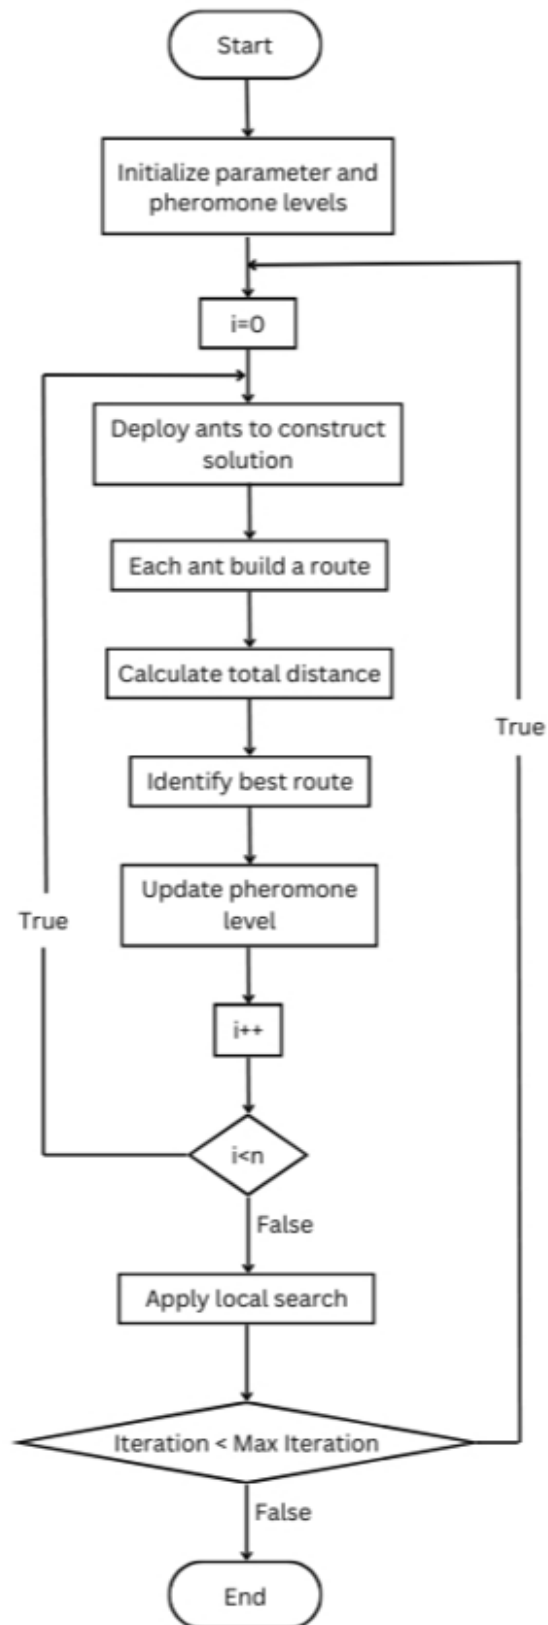 Start
Initialize parameter and
pheromone levels
i=0
Deploy ants to construct
solution
Each ant build a route
Calculate total distance
True
Identify best route
Update pheromone
level
True
i++
i<n
False
Apply local search
Iteration < Max Iteration
False
End